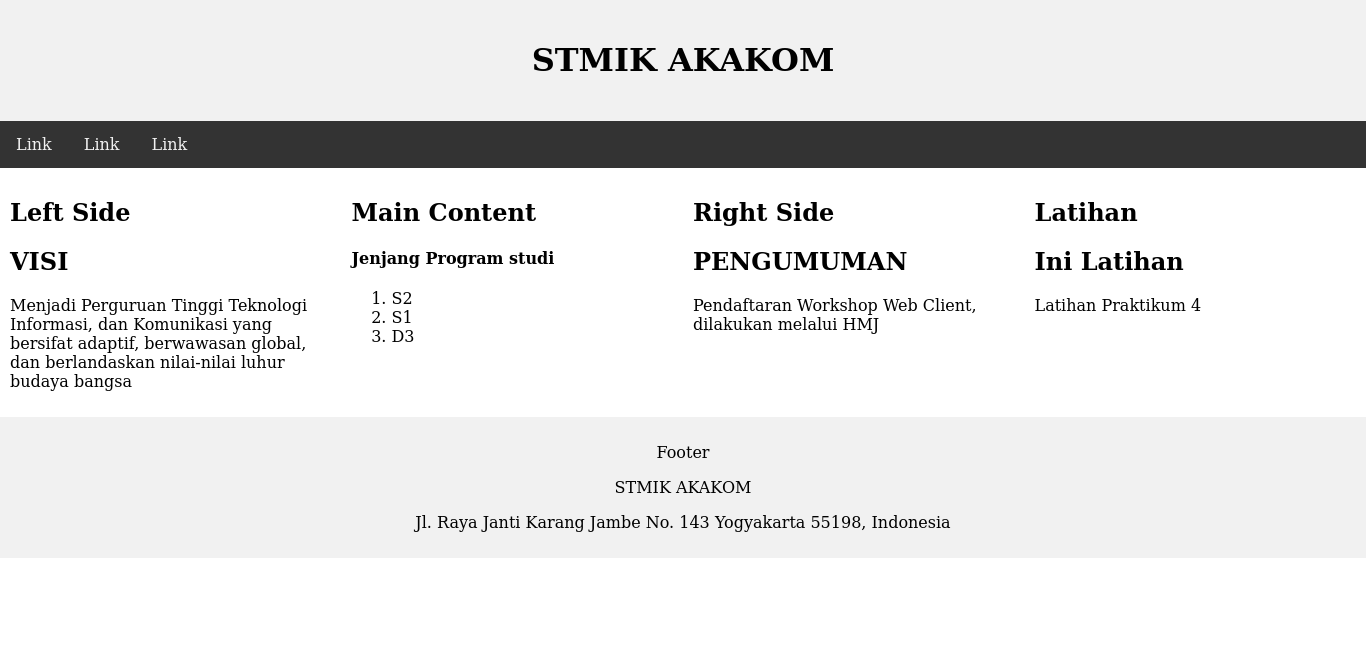 STMIK AKAKOM
Link Link Link
Left Side
VISI
Menjadi Perguruan Tinggi Teknologi
Informasi, dan Komunikasi yang
bersifat adaptif, berwawasan global,
dan berlandaskan nilai-nilai luhur
budaya bangsa
Main Content
Jenjang Program studi
1. S2
2. S1
3. D3
Right Side
PENGUMUMAN
Pendaftaran Workshop Web Client,
dilakukan melalui HMJ
Latihan
Ini Latihan
Latihan Praktikum 4
Footer
STMIK AKAKOM
Jl. Raya Janti Karang Jambe No. 143 Yogyakarta 55198, Indonesia